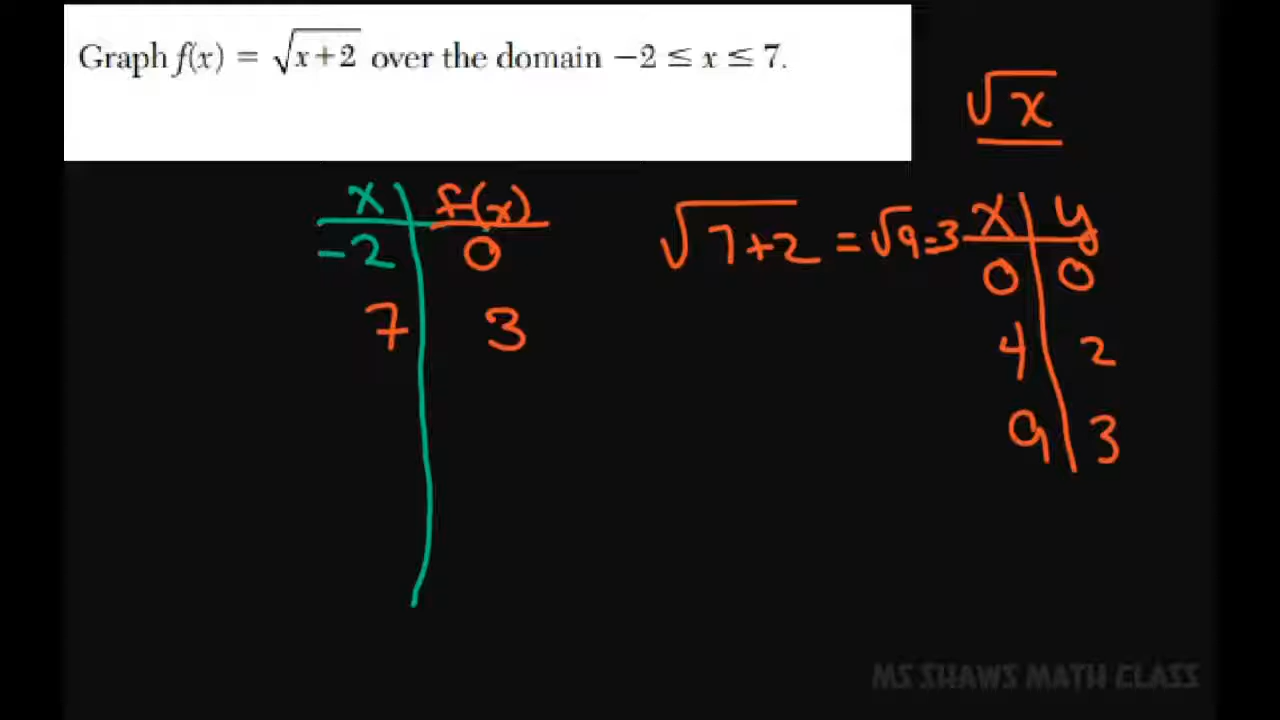 Graph f(x) = √x+2 over the domain −2 ≤ x ≤ 7.
√x
x f(x)
-2 0
7 3
√7+2 = √9=3
x y
0 0
4 2
9 3
MS SHAWS MATH CLASS